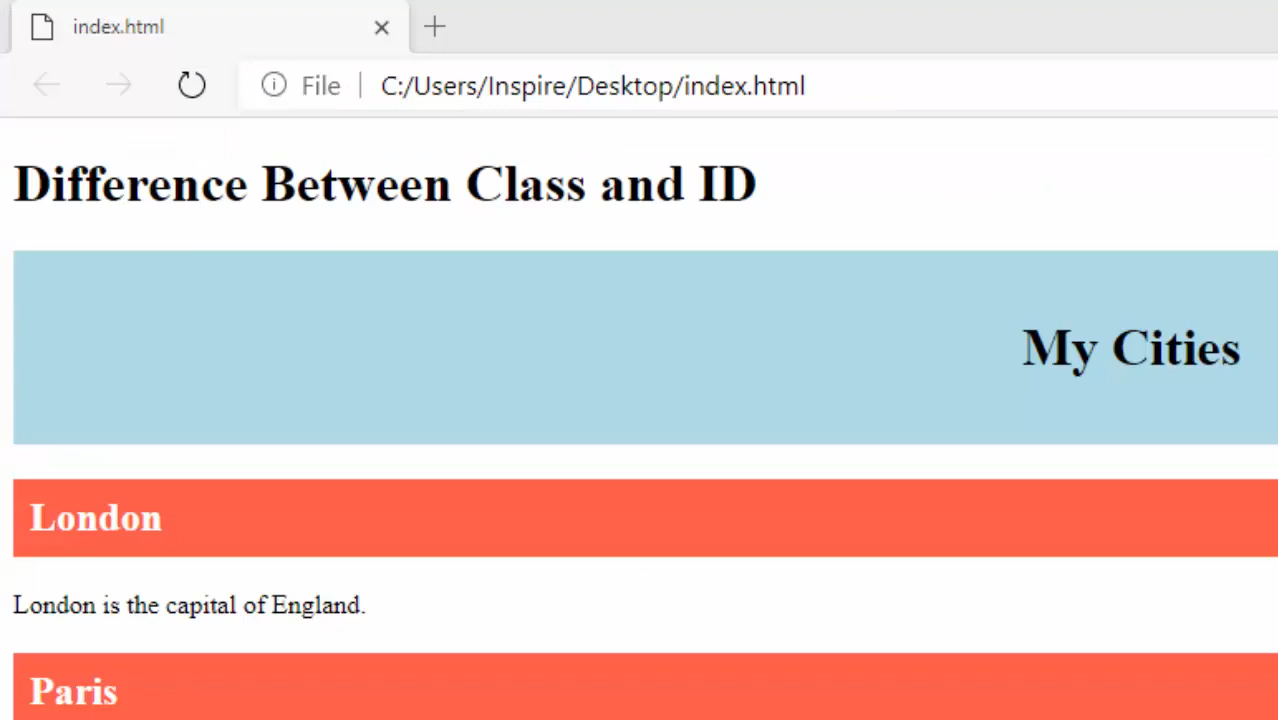 index.html
File C:/Users/Inspire/Desktop/index.html
Difference Between Class and ID
My Cities
London
London is the capital of England.
Paris